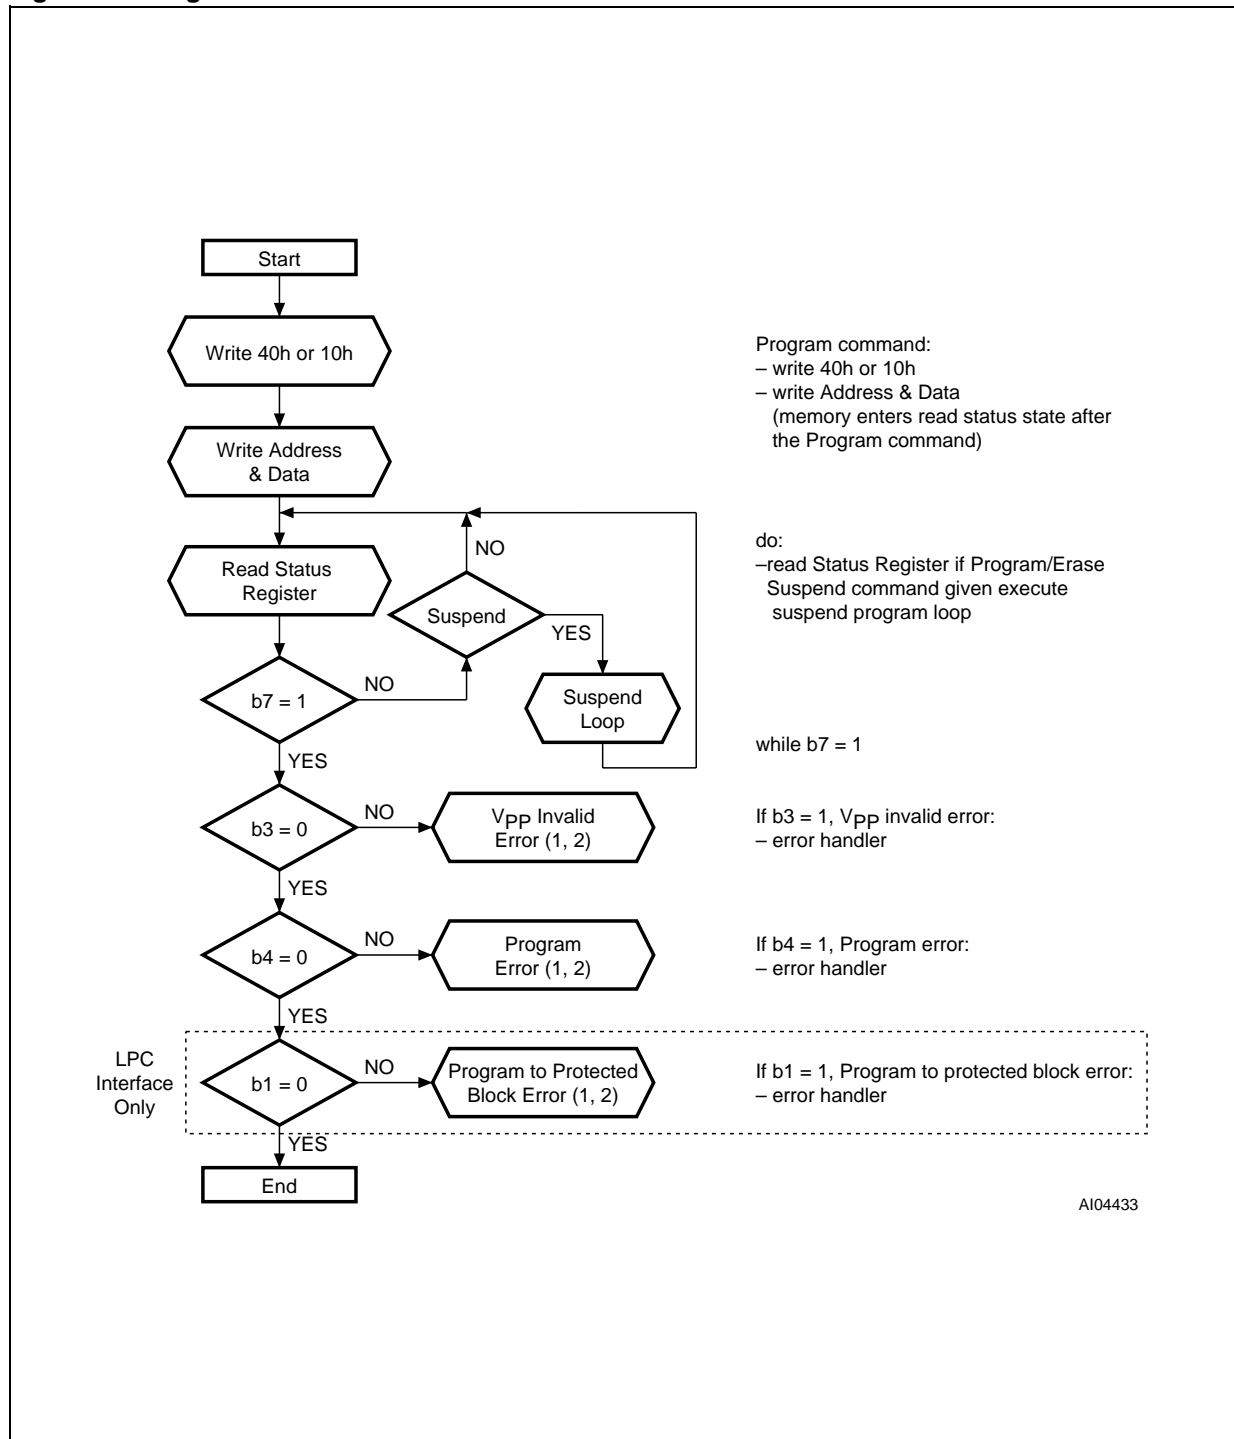 Start
Write 40h or 10h
Program command:
– write 40h or 10h
– write Address & Data
(memory enters read status state after
the Program command)
Write Address
& Data
NO
do:
–read Status Register if Program/Erase
Suspend command given execute
suspend program loop
Read Status
Register
Suspend
YES
NO
b7 = 1
Suspend
Loop
while b7 = 1
YES
b3 = 0
NO
VPP Invalid
Error (1, 2)
If b3 = 1, VPP invalid error:
– error handler
YES
b4 = 0
NO
Program
Error (1, 2)
If b4 = 1, Program error:
– error handler
YES
LPC
Interface
Only
b1 = 0
NO
Program to Protected
Block Error (1, 2)
If b1 = 1, Program to protected block error:
– error handler
YES
End
AI04433